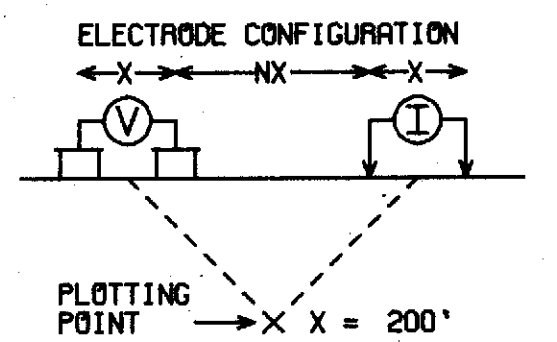 ELECTRODE CONFIGURATION
X NX X
V I
PLOTTING
POINT X X = 200'